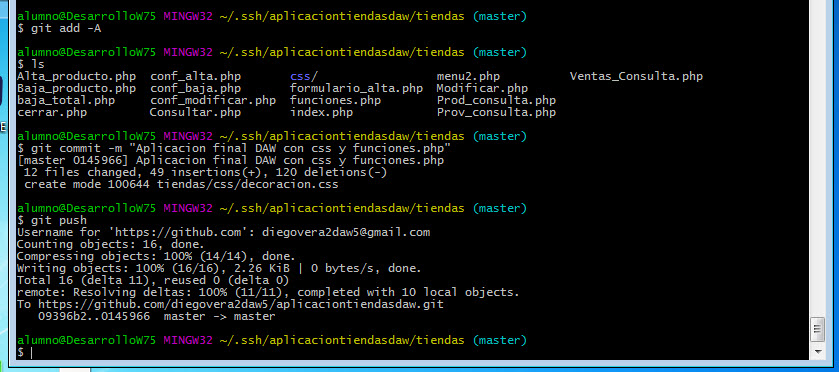 alumno@DesarrolloW75 MINGW32 ~/.ssh/aplicaciontiendasdaw/tiendas (master)
$ git add -A
alumno@DesarrolloW75 MINGW32 ~/.ssh/aplicaciontiendasdaw/tiendas (master)
$ ls
Alta_producto.php conf_alta.php css/ menu2.php Ventas_Consulta.php
Baja_producto.php conf_baja.php formulario_alta.php Modificar.php
baja_total.php conf_modificar.php funciones.php Prod_consulta.php
cerrar.php Consultar.php index.php Prov_consulta.php
alumno@DesarrolloW75 MINGW32 ~/.ssh/aplicaciontiendasdaw/tiendas (master)
$ git commit -m "Aplicacion final DAW con css y funciones.php"
[master 0145966] Aplicacion final DAW con css y funciones.php
12 files changed, 49 insertions(+), 120 deletions(-)
create mode 100644 tiendas/css/decoracion.css
alumno@DesarrolloW75 MINGW32 ~/.ssh/aplicaciontiendasdaw/tiendas (master)
$ git push
Username for 'https://github.com': diegovera2daw5@gmail.com
Counting objects: 16, done.
Compressing objects: 100% (14/14), done.
Writing objects: 100% (16/16), 2.26 KiB | 0 bytes/s, done.
Total 16 (delta 11), reused 0 (delta 0)
remote: Resolving deltas: 100% (11/11), completed with 10 local objects.
To https://github.com/diegovera2daw5/aplicaciontiendasdaw.git
09396b2..0145966 master -> master
alumno@DesarrolloW75 MINGW32 ~/.ssh/aplicaciontiendasdaw/tiendas (master)
$